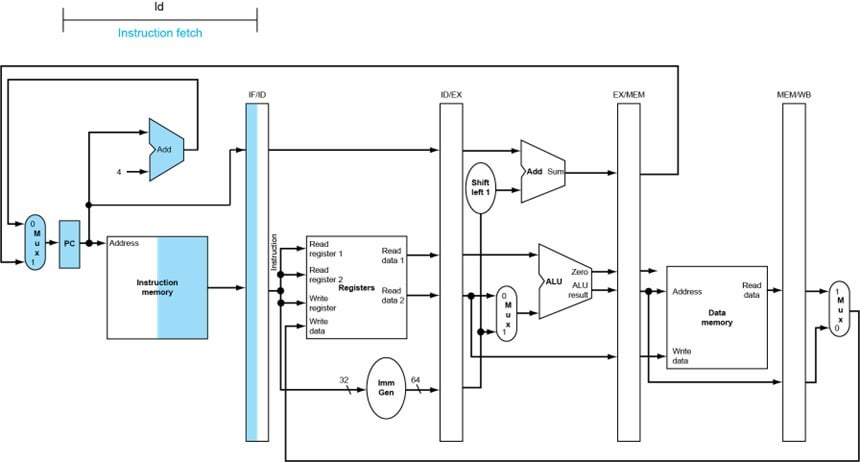 ld
Instruction fetch
IF/ID
ID/EX
EX/MEM
MEM/WB
Add
4
Add Sum
Shift
left 1
0
M
u
x
1
PC
Address
Instruction
memory
Instruction
Read
register 1
Read
register 2
Write
register
Write
data
Registers
Read
data 1
Read
data 2
0
M
u
x
1
ALU
Zero
ALU
result
Address
Read
data
Data
memory
Write
data
1
M
u
x
0
32
Imm
Gen
64